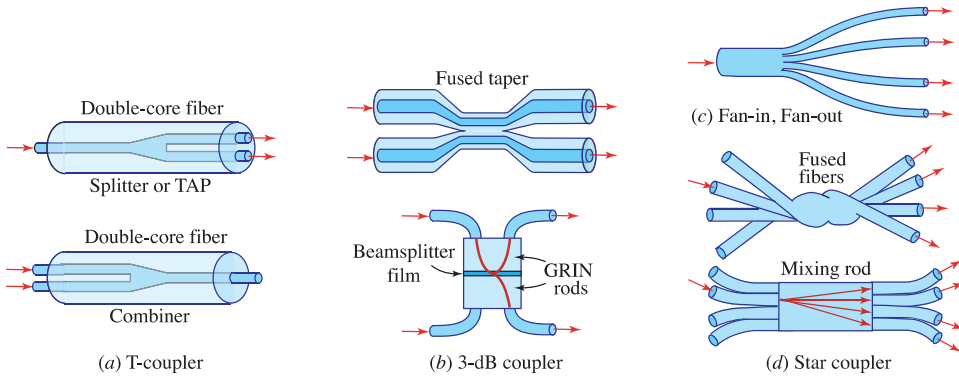 Double-core fiber
Splitter or TAP
Double-core fiber
Combiner
(a) T-coupler
Fused taper
Beamsplitter
film
GRIN
rods
(b) 3-dB coupler
(c) Fan-in, Fan-out
Fused
fibers
Mixing rod
(d) Star coupler